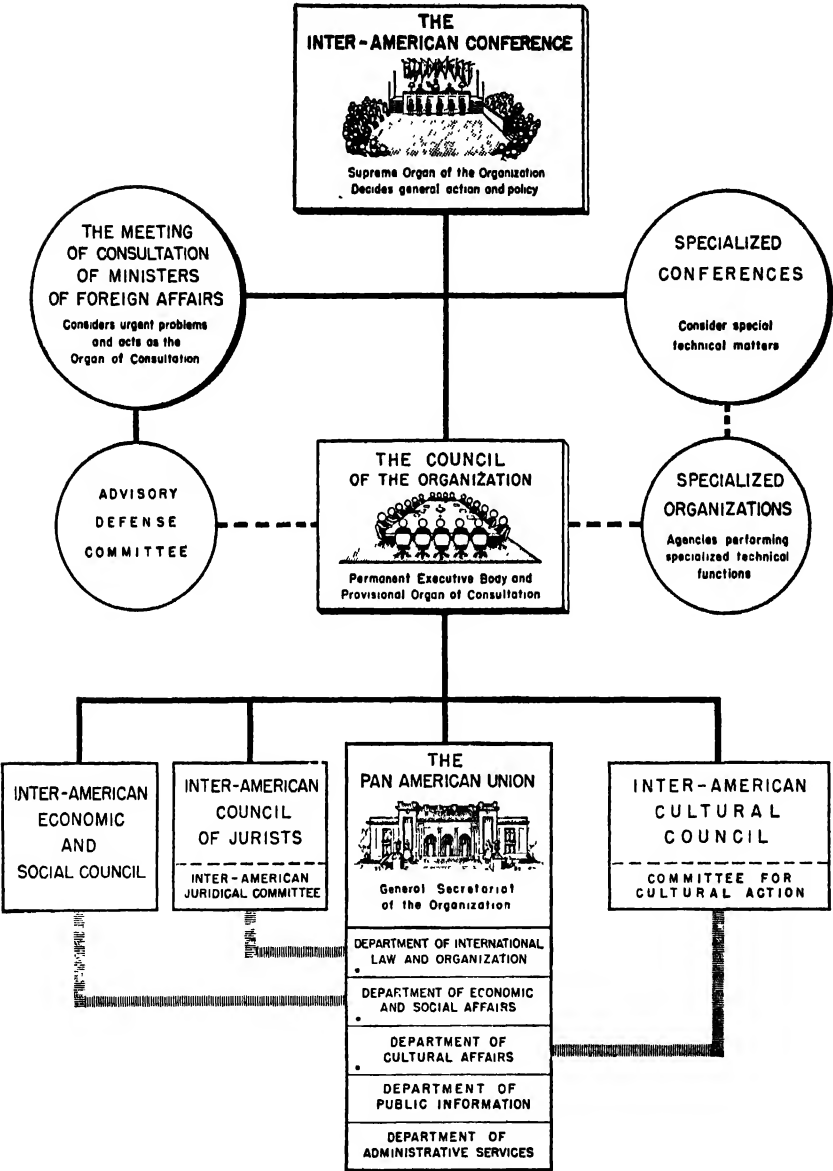 THE
INTER-AMERICAN CONFERENCE
Supreme Organ of the Organization
Decides general action and policy
THE MEETING
OF CONSULTATION
OF MINISTERS
OF FOREIGN AFFAIRS
Considers urgent problems
and acts as the
Organ of Consultation
SPECIALIZED
CONFERENCES
Consider special
technical matters
ADVISORY
DEFENSE
COMMITTEE
THE COUNCIL
OF THE ORGANIZATION
Permanent Executive Body and
Provisional Organ of Consultation
SPECIALIZED
ORGANIZATIONS
Agencies performing
specialized technical
functions
INTER-AMERICAN
ECONOMIC
AND
SOCIAL COUNCIL
INTER-AMERICAN
COUNCIL
OF JURISTS
INTER-AMERICAN
JURIDICAL COMMITTEE
THE
PAN AMERICAN UNION
General Secretariat
of the Organization
DEPARTMENT OF INTERNATIONAL
LAW AND ORGANIZATION
DEPARTMENT OF ECONOMIC
AND SOCIAL AFFAIRS
DEPARTMENT OF
CULTURAL AFFAIRS
DEPARTMENT OF
PUBLIC INFORMATION
DEPARTMENT OF
ADMINISTRATIVE SERVICES
INTER-AMERICAN
CULTURAL
COUNCIL
COMMITTEE FOR
CULTURAL ACTION